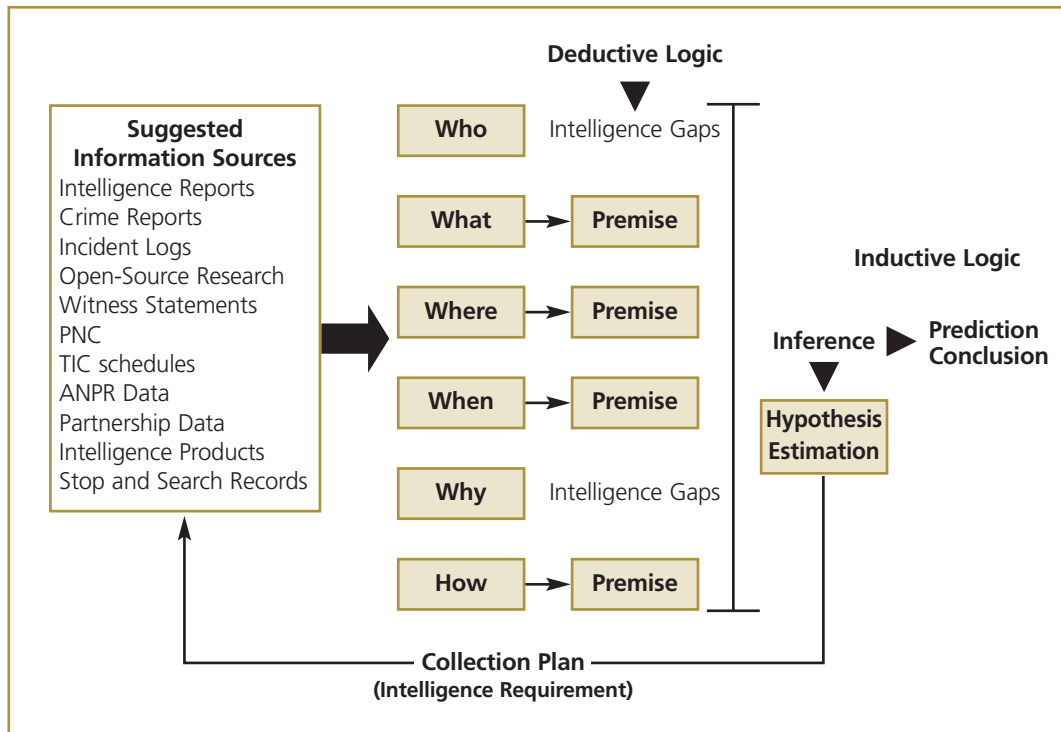 Deductive Logic
Suggested
Information Sources
Intelligence Reports
Crime Reports
Incident Logs
Open-Source Research
Witness Statements
PNC
TIC schedules
ANPR Data
Partnership Data
Intelligence Products
Stop and Search Records
Who
Intelligence Gaps
What
Premise
Where
Premise
When
Premise
Why
Intelligence Gaps
How
Premise
Inductive Logic
Inference
Prediction
Conclusion
Hypothesis
Estimation
Collection Plan
(Intelligence Requirement)